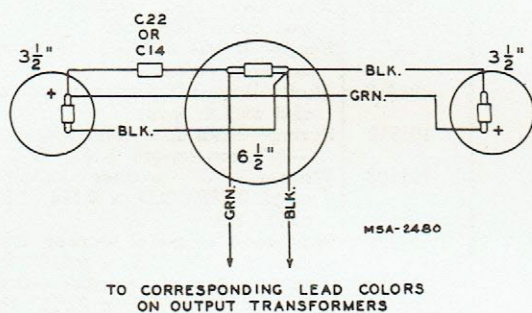 C22
OR
C14
3 1/2"
3 1/2"
BLK.
+
GRN.
+
BLK.
6 1/2"
GRN.
BLK.
MSA-2480
TO CORRESPONDING LEAD COLORS
ON OUTPUT TRANSFORMERS